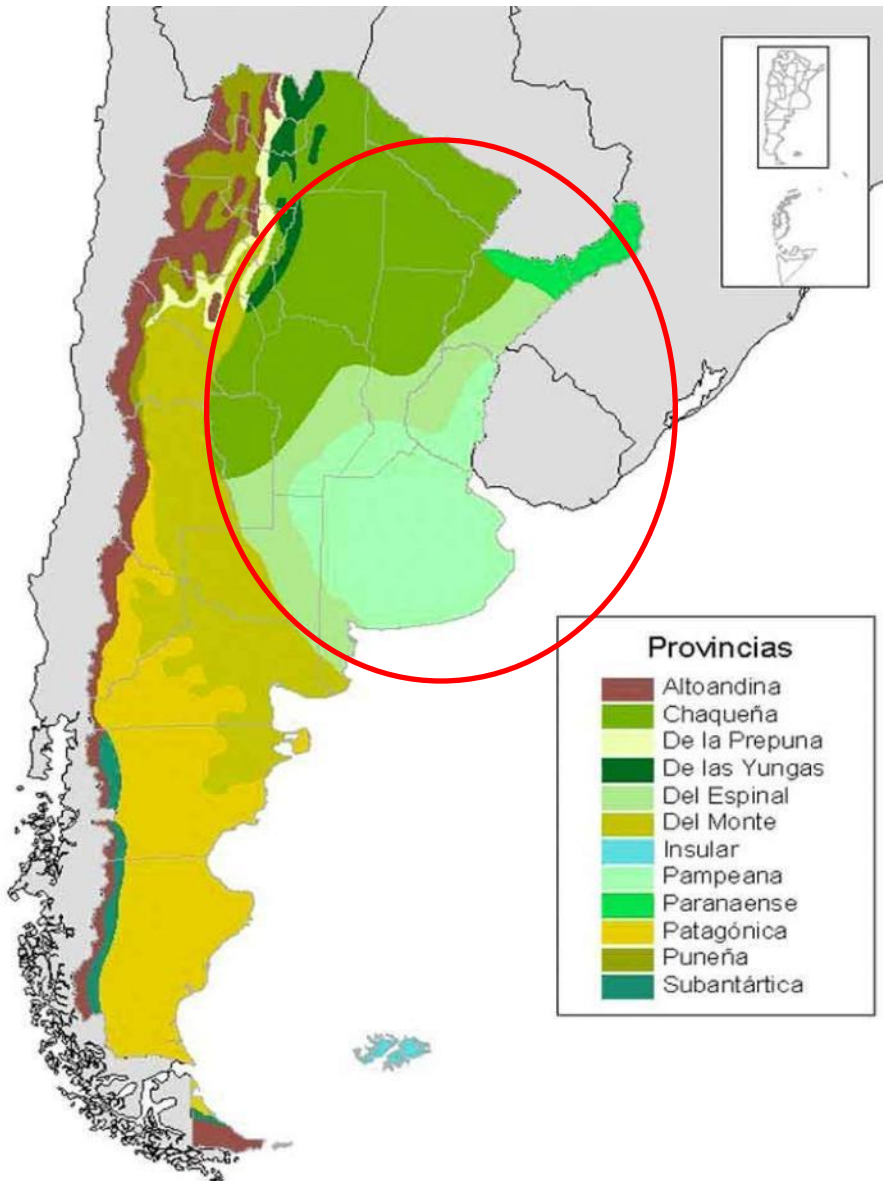 Provincias
Altoandina
Chaqueña
De la Prepuna
De las Yungas
Del Espinal
Del Monte
Insular
Pampeana
Paranaense
Patagónica
Puneña
Subantártica